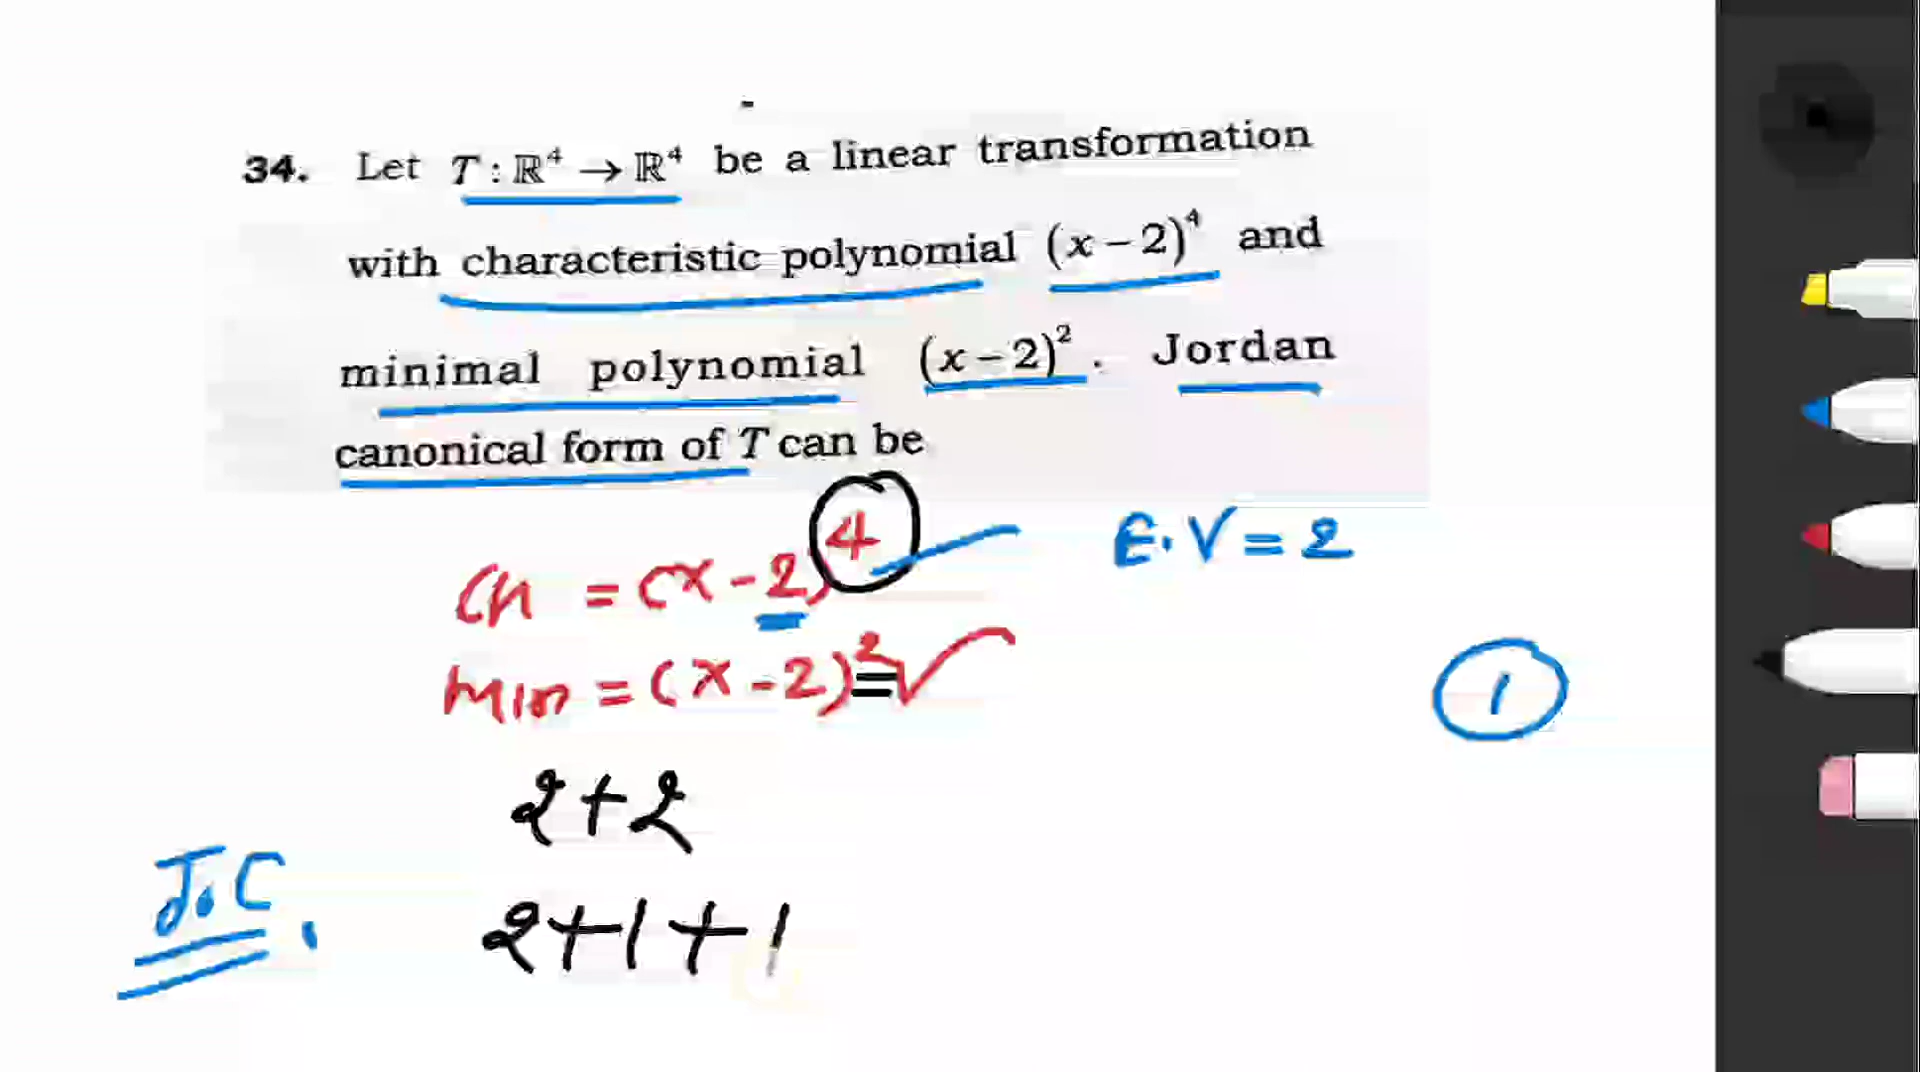 34. Let T : ℝ⁴ → ℝ⁴ be a linear transformation
with characteristic polynomial (x – 2)⁴ and
minimal polynomial (x – 2)². Jordan
canonical form of T can be
Ch = (x - 2)⁴
E.V = 2
Min = (x - 2)²
1
2 + 2
J.C.
2 + 1 + 1